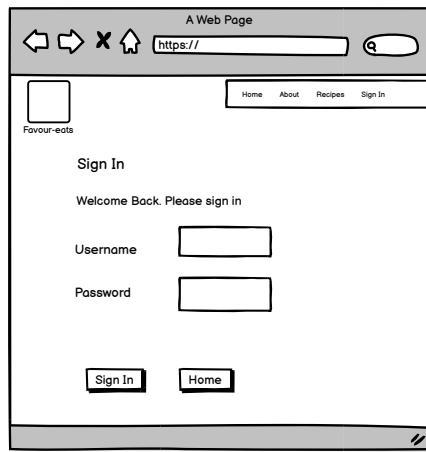 A Web Page
https://
Home About Recipes Sign In
Favour-eats
Sign In
Welcome Back. Please sign in
Username
Password
Sign In Home